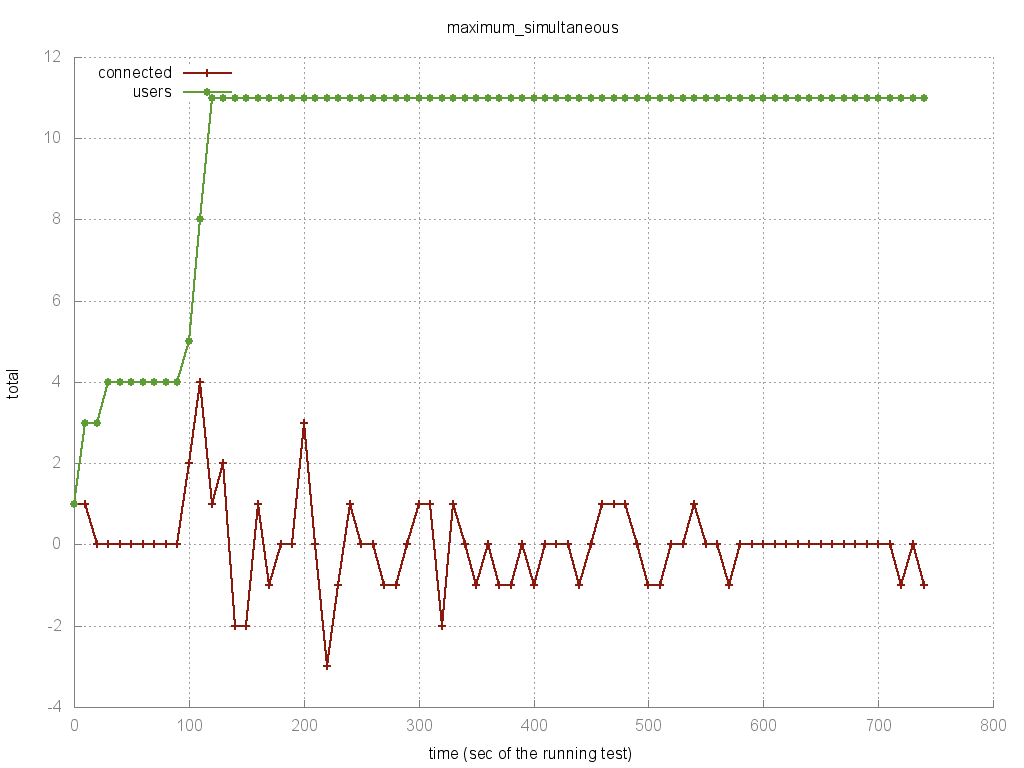 maximum_simultaneous
connected
users
12
10
8
6
4
2
0
-2
-4
total
0 100 200 300 400 500 600 700 800
time (sec of the running test)